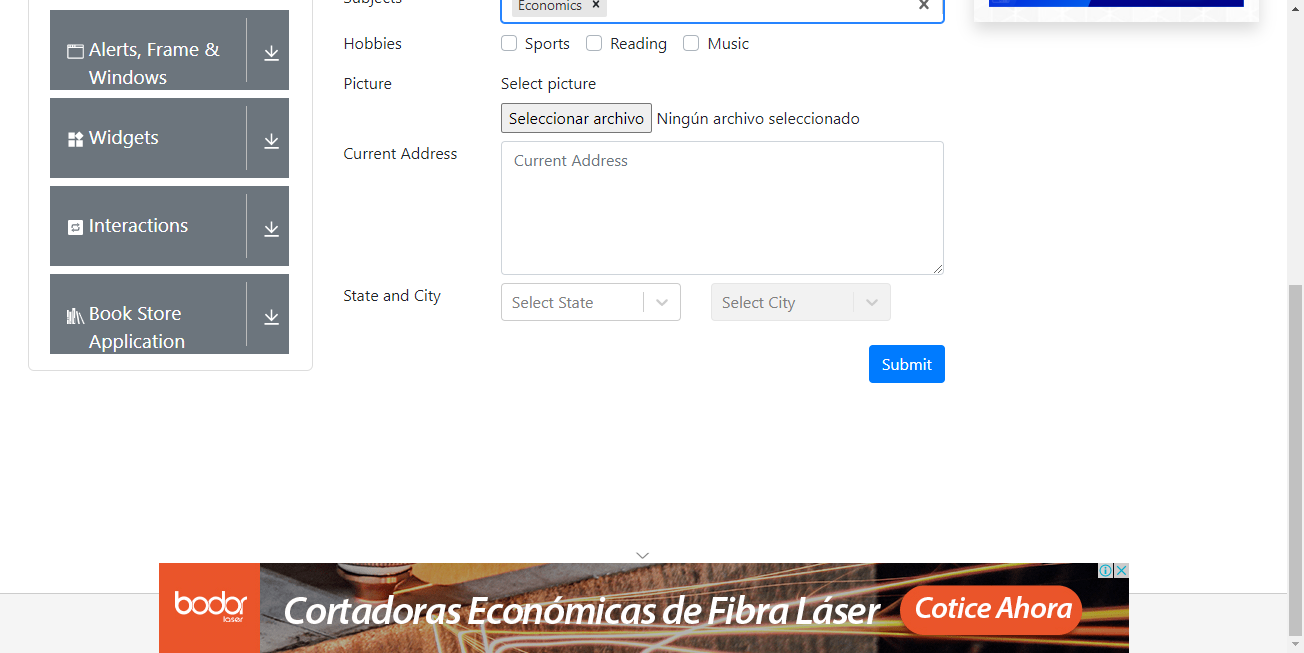 Subjects
Economics ×
×
Alerts, Frame &
Windows
Hobbies
Sports Reading Music
Picture
Select picture
Widgets
Seleccionar archivo Ningún archivo seleccionado
Current Address
Current Address
Interactions
State and City
Select State
Select City
Book Store
Application
Submit
bodor
laser
Cortadoras Económicas de Fibra Láser
Cotice Ahora